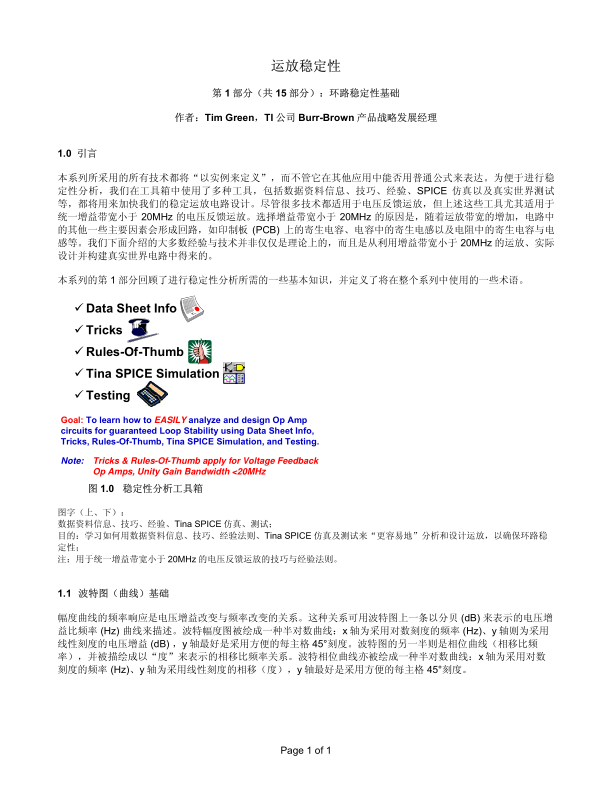 运放稳定性
第 1 部分（共 15 部分）：环路稳定性基础
作者：Tim Green，TI 公司 Burr-Brown 产品战略发展经理
1.0 引言
本系列所采用的所有技术都将“以实例来定义”，而不管它在其他应用中能否用普通公式来表达。为便于进行稳
定性分析，我们在工具箱中使用了多种工具，包括数据资料信息、技巧、经验、SPICE 仿真以及真实世界测试
等，都将用来加快我们的稳定运放电路设计。尽管很多技术都适用于电压反馈运放，但上述这些工具尤其适用于
统一增益带宽小于 20MHz 的电压反馈运放。选择增益带宽小于 20MHz 的原因是，随着运放带宽的增加，电路中
的其他一些主要因素会形成回路，如印制板 (PCB) 上的寄生电容、电容中的寄生电感以及电阻中的寄生电容与电
感等。我们下面介绍的大多数经验与技术并非仅仅是理论上的，而且是从利用增益带宽小于 20MHz 的运放、实际
设计并构建真实世界电路中得来的。
本系列的第 1 部分回顾了进行稳定性分析所需的一些基本知识，并定义了将在整个系列中使用的一些术语。
✓ Data Sheet Info
✓ Tricks
✓ Rules-Of-Thumb
✓ Tina SPICE Simulation
✓ Testing
Goal: To learn how to EASILY analyze and design Op Amp
circuits for guaranteed Loop Stability using Data Sheet Info,
Tricks, Rules-Of-Thumb, Tina SPICE Simulation, and Testing.
Note: Tricks & Rules-Of-Thumb apply for Voltage Feedback
Op Amps, Unity Gain Bandwidth <20MHz
图 1.0 稳定性分析工具箱
图字（上、下）：
数据资料信息、技巧、经验、Tina SPICE 仿真、测试；
目的：学习如何用数据资料信息、技巧、经验法则、Tina SPICE 仿真及测试来“更容易地”分析和设计运放，以确保环路稳
定性；
注：用于统一增益带宽小于 20MHz 的电压反馈运放的技巧与经验法则。
1.1 波特图（曲线）基础
幅度曲线的频率响应是电压增益改变与频率改变的关系。这种关系可用波特图上一条以分贝 (dB) 来表示的电压增
益比频率 (Hz) 曲线来描述。波特幅度图被绘成一种半对数曲线：x 轴为采用对数刻度的频率 (Hz)、y 轴则为采用
线性刻度的电压增益 (dB) ，y 轴最好是采用方便的每主格 45°刻度。波特图的另一半则是相位曲线（相移比频
率），并被描绘成以“度”来表示的相移比频率关系。波特相位曲线亦被绘成一种半对数曲线：x 轴为采用对数
刻度的频率 (Hz)、y 轴为采用线性刻度的相移（度），y 轴最好是采用方便的每主格 45°刻度。
Page 1 of 1